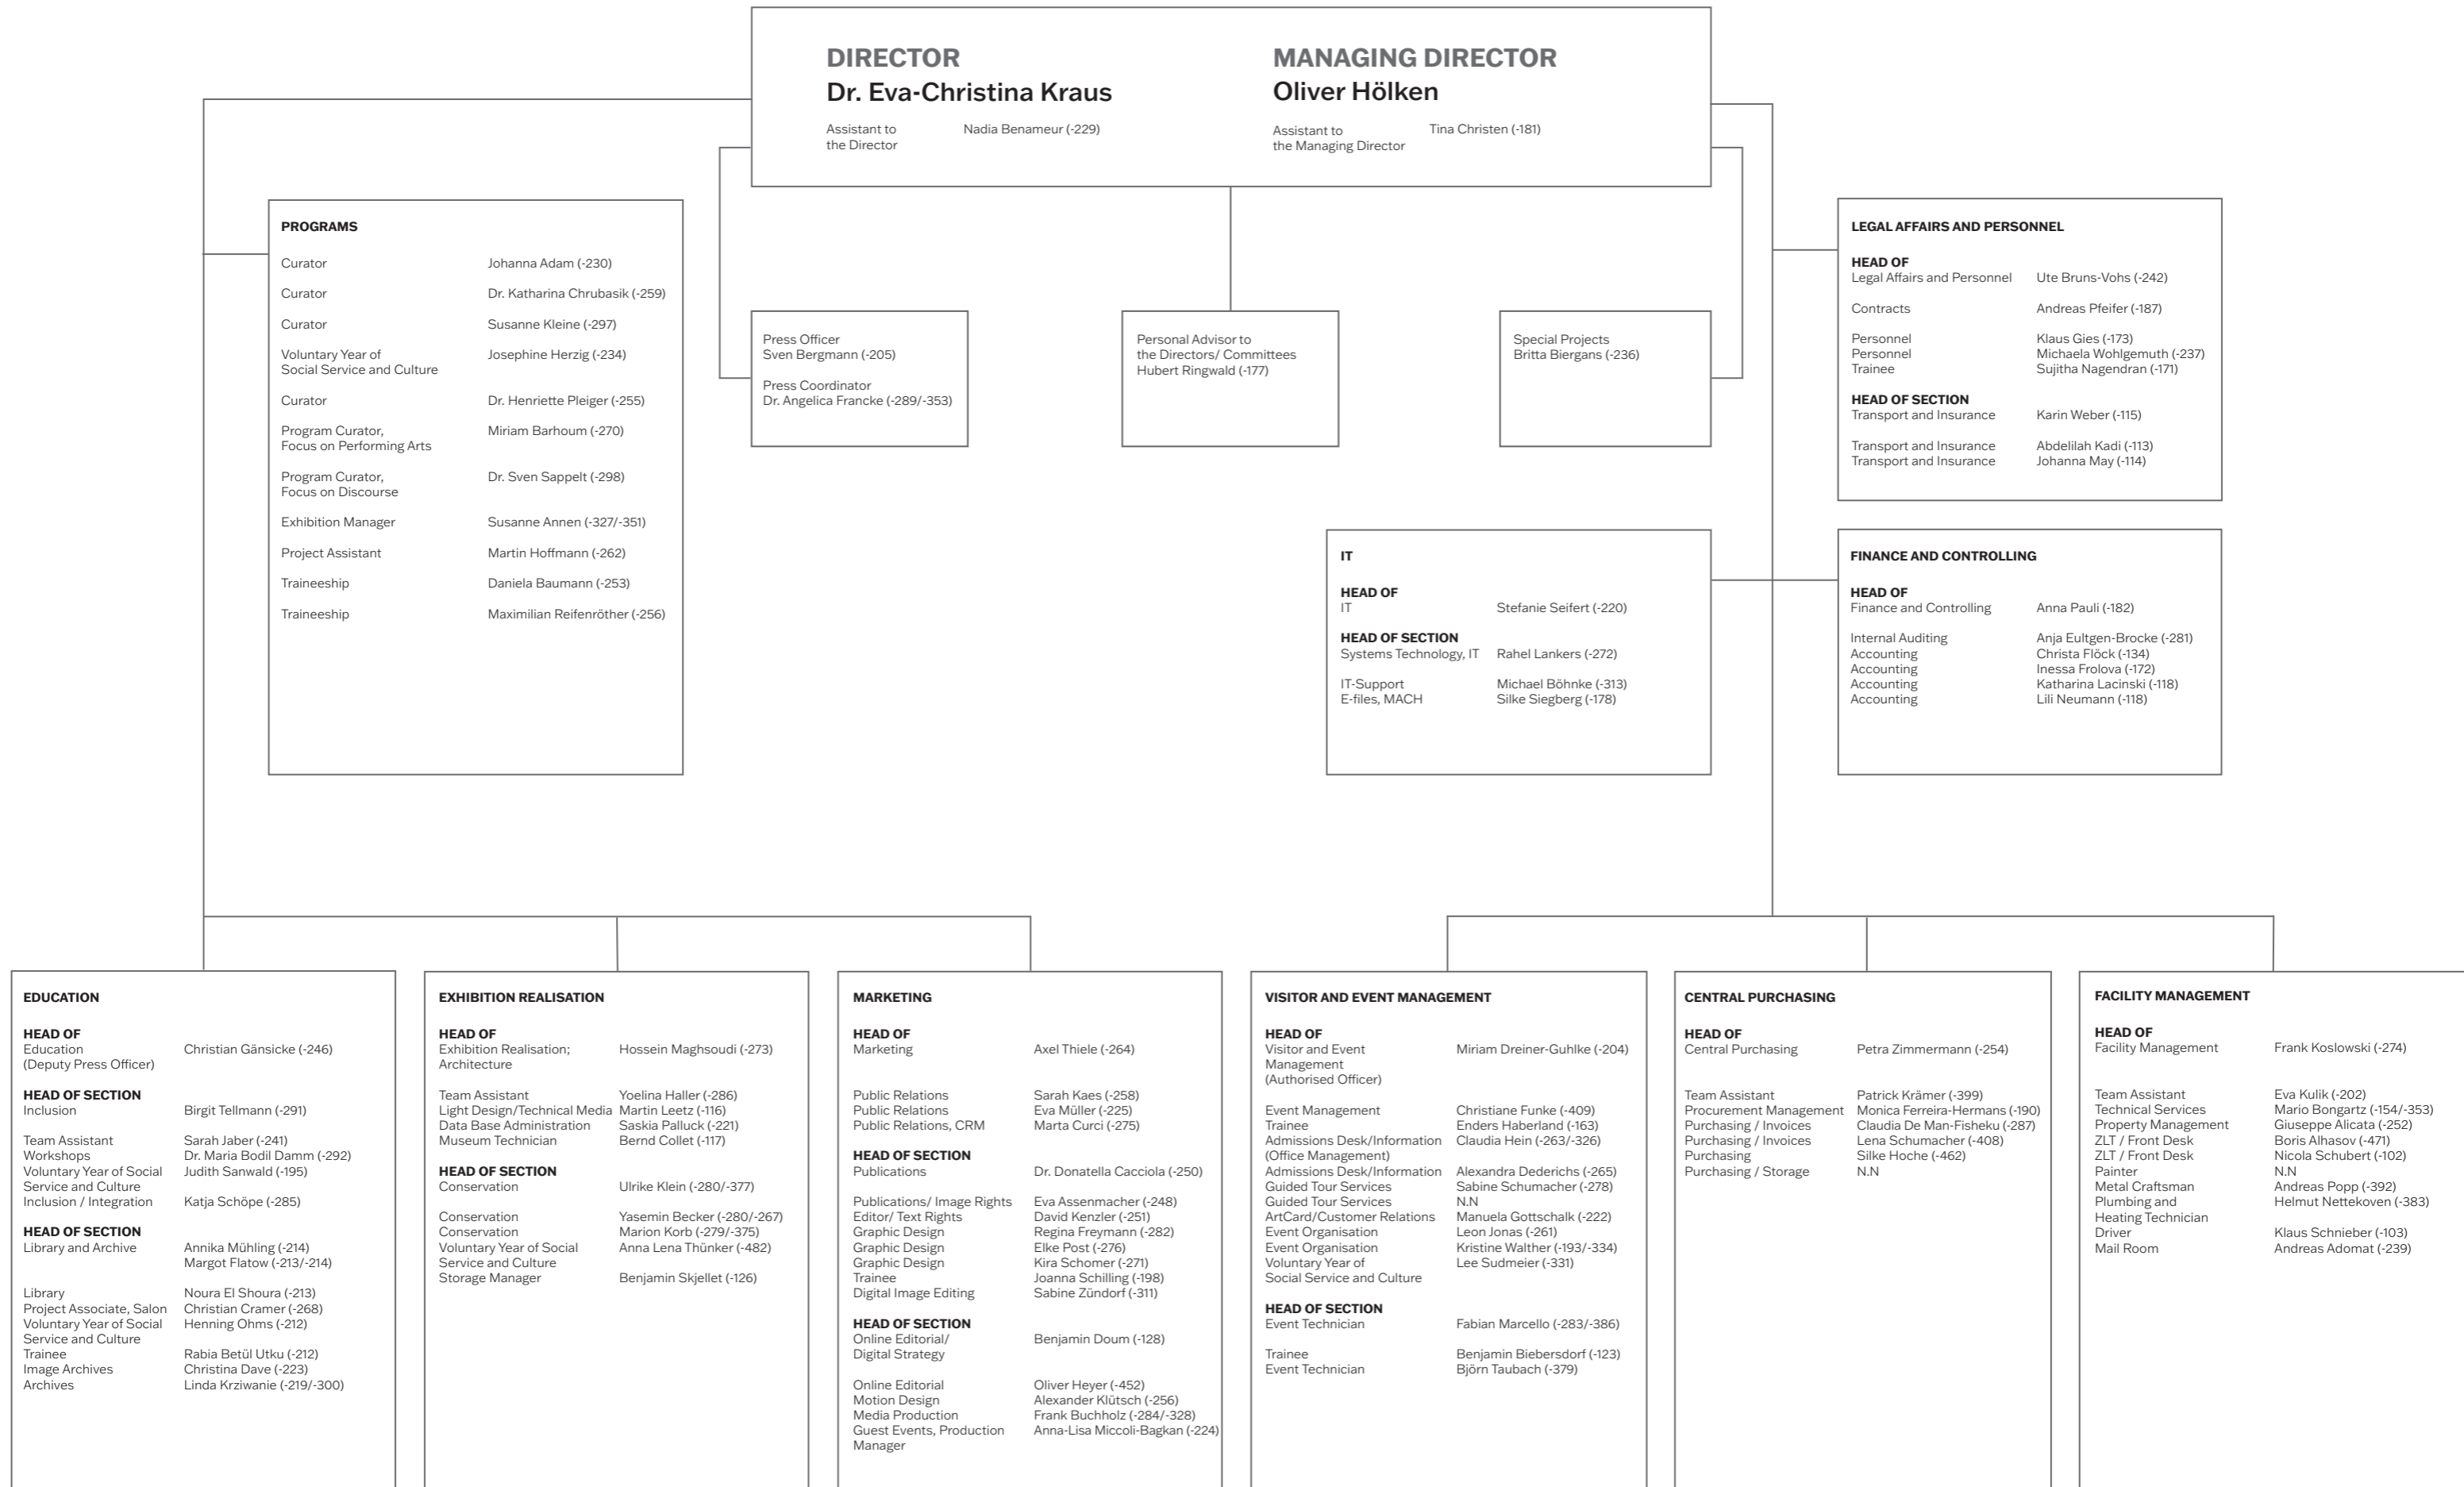 DIRECTOR
Dr. Eva-Christina Kraus
Assistant to Nadia Benameur (-229)
the Director
MANAGING DIRECTOR
Oliver Hölken
Assistant to Tina Christen (-181)
the Managing Director
PROGRAMS
Curator Johanna Adam (-230)
Curator Dr. Katharina Chrubasik (-259)
Curator Susanne Kleine (-297)
Voluntary Year of Josephine Herzig (-234)
Social Service and Culture
Curator Dr. Henriette Pleiger (-255)
Program Curator, Miriam Barhoum (-270)
Focus on Performing Arts
Program Curator, Dr. Sven Sappelt (-298)
Focus on Discourse
Exhibition Manager Susanne Annen (-327/-351)
Project Assistant Martin Hoffmann (-262)
Traineeship Daniela Baumann (-253)
Traineeship Maximilian Reifenröther (-256)
Press Officer
Sven Bergmann (-205)
Press Coordinator
Dr. Angelica Francke (-289/-353)
Personal Advisor to
the Directors/ Committees
Hubert Ringwald (-177)
Special Projects
Britta Biergans (-236)
LEGAL AFFAIRS AND PERSONNEL
HEAD OF
Legal Affairs and Personnel Ute Bruns-Vohs (-242)
Contracts Andreas Pfeifer (-187)
Personnel Klaus Gies (-173)
Personnel Michaela Wohlgemuth (-237)
Trainee Sujitha Nagendran (-171)
HEAD OF SECTION
Transport and Insurance Karin Weber (-115)
Transport and Insurance Abdelilah Kadi (-113)
Transport and Insurance Johanna May (-114)
IT
HEAD OF
IT Stefanie Seifert (-220)
HEAD OF SECTION
Systems Technology, IT Rahel Lankers (-272)
IT-Support Michael Böhnke (-313)
E-files, MACH Silke Siegberg (-178)
FINANCE AND CONTROLLING
HEAD OF
Finance and Controlling Anna Pauli (-182)
Internal Auditing Anja Eultgen-Brocke (-281)
Accounting Christa Flöck (-134)
Accounting Inessa Frolova (-172)
Accounting Katharina Lacinski (-118)
Accounting Lili Neumann (-118)
EDUCATION
HEAD OF
Education Christian Gänsicke (-246)
(Deputy Press Officer)
HEAD OF SECTION
Inclusion Birgit Tellmann (-291)
Team Assistant Sarah Jaber (-241)
Workshops Dr. Maria Bodil Damm (-292)
Voluntary Year of Social Judith Sanwald (-195)
Service and Culture
Inclusion / Integration Katja Schöpe (-285)
HEAD OF SECTION
Library and Archive Annika Mühling (-214)
Margot Flatow (-213/-214)
Library Noura El Shoura (-213)
Project Associate, Salon Christian Cramer (-268)
Voluntary Year of Social Henning Ohms (-212)
Service and Culture
Trainee Rabia Betül Utku (-212)
Image Archives Christina Dave (-223)
Archives Linda Krziwanie (-219/-300)
EXHIBITION REALISATION
HEAD OF
Exhibition Realisation; Hossein Maghsoudi (-273)
Architecture
Team Assistant Yoelina Haller (-286)
Light Design/Technical Media Martin Leetz (-116)
Data Base Administration Saskia Palluck (-221)
Museum Technician Bernd Collet (-117)
HEAD OF SECTION
Conservation Ulrike Klein (-280/-377)
Conservation Yasemin Becker (-280/-267)
Conservation Marion Korb (-279/-375)
Voluntary Year of Social Anna Lena Thünker (-482)
Service and Culture
Storage Manager Benjamin Skjellet (-126)
MARKETING
HEAD OF
Marketing Axel Thiele (-264)
Public Relations Sarah Kaes (-258)
Public Relations Eva Müller (-225)
Public Relations, CRM Marta Curci (-275)
HEAD OF SECTION
Publications Dr. Donatella Cacciola (-250)
Publications/ Image Rights Eva Assenmacher (-248)
Editor/ Text Rights David Kenzler (-251)
Graphic Design Regina Freymann (-282)
Graphic Design Elke Post (-276)
Graphic Design Kira Schomer (-271)
Trainee Joanna Schilling (-198)
Digital Image Editing Sabine Zündorf (-311)
HEAD OF SECTION
Online Editorial/ Benjamin Doum (-128)
Digital Strategy
Online Editorial Oliver Heyer (-452)
Motion Design Alexander Klütsch (-256)
Media Production Frank Buchholz (-284/-328)
Guest Events, Production Anna-Lisa Miccoli-Bagkan (-224)
Manager
VISITOR AND EVENT MANAGEMENT
HEAD OF
Visitor and Event Miriam Dreiner-Guhlke (-204)
Management
(Authorised Officer)
Event Management Christiane Funke (-409)
Trainee Enders Haberland (-163)
Admissions Desk/Information Claudia Hein (-263/-326)
(Office Management)
Admissions Desk/Information Alexandra Dederichs (-265)
Guided Tour Services Sabine Schumacher (-278)
Guided Tour Services N.N
ArtCard/Customer Relations Manuela Gottschalk (-222)
Event Organisation Leon Jonas (-261)
Event Organisation Kristine Walther (-193/-334)
Voluntary Year of Lee Sudmeier (-331)
Social Service and Culture
HEAD OF SECTION
Event Technician Fabian Marcello (-283/-386)
Trainee Benjamin Biebersdorf (-123)
Event Technician Björn Taubach (-379)
CENTRAL PURCHASING
HEAD OF
Central Purchasing Petra Zimmermann (-254)
Team Assistant Patrick Krämer (-399)
Procurement Management Monica Ferreira-Hermans (-190)
Purchasing / Invoices Claudia De Man-Fisheku (-287)
Purchasing / Invoices Lena Schumacher (-408)
Purchasing Silke Hoche (-462)
Purchasing / Storage N.N
FACILITY MANAGEMENT
HEAD OF
Facility Management Frank Koslowski (-274)
Team Assistant Eva Kulik (-202)
Technical Services Mario Bongartz (-154/-353)
Property Management Giuseppe Alicata (-252)
ZLT / Front Desk Boris Alhasov (-471)
ZLT / Front Desk Nicola Schubert (-102)
Painter N.N
Metal Craftsman Andreas Popp (-392)
Plumbing and Helmut Nettekoven (-383)
Heating Technician
Driver Klaus Schnieber (-103)
Mail Room Andreas Adomat (-239)